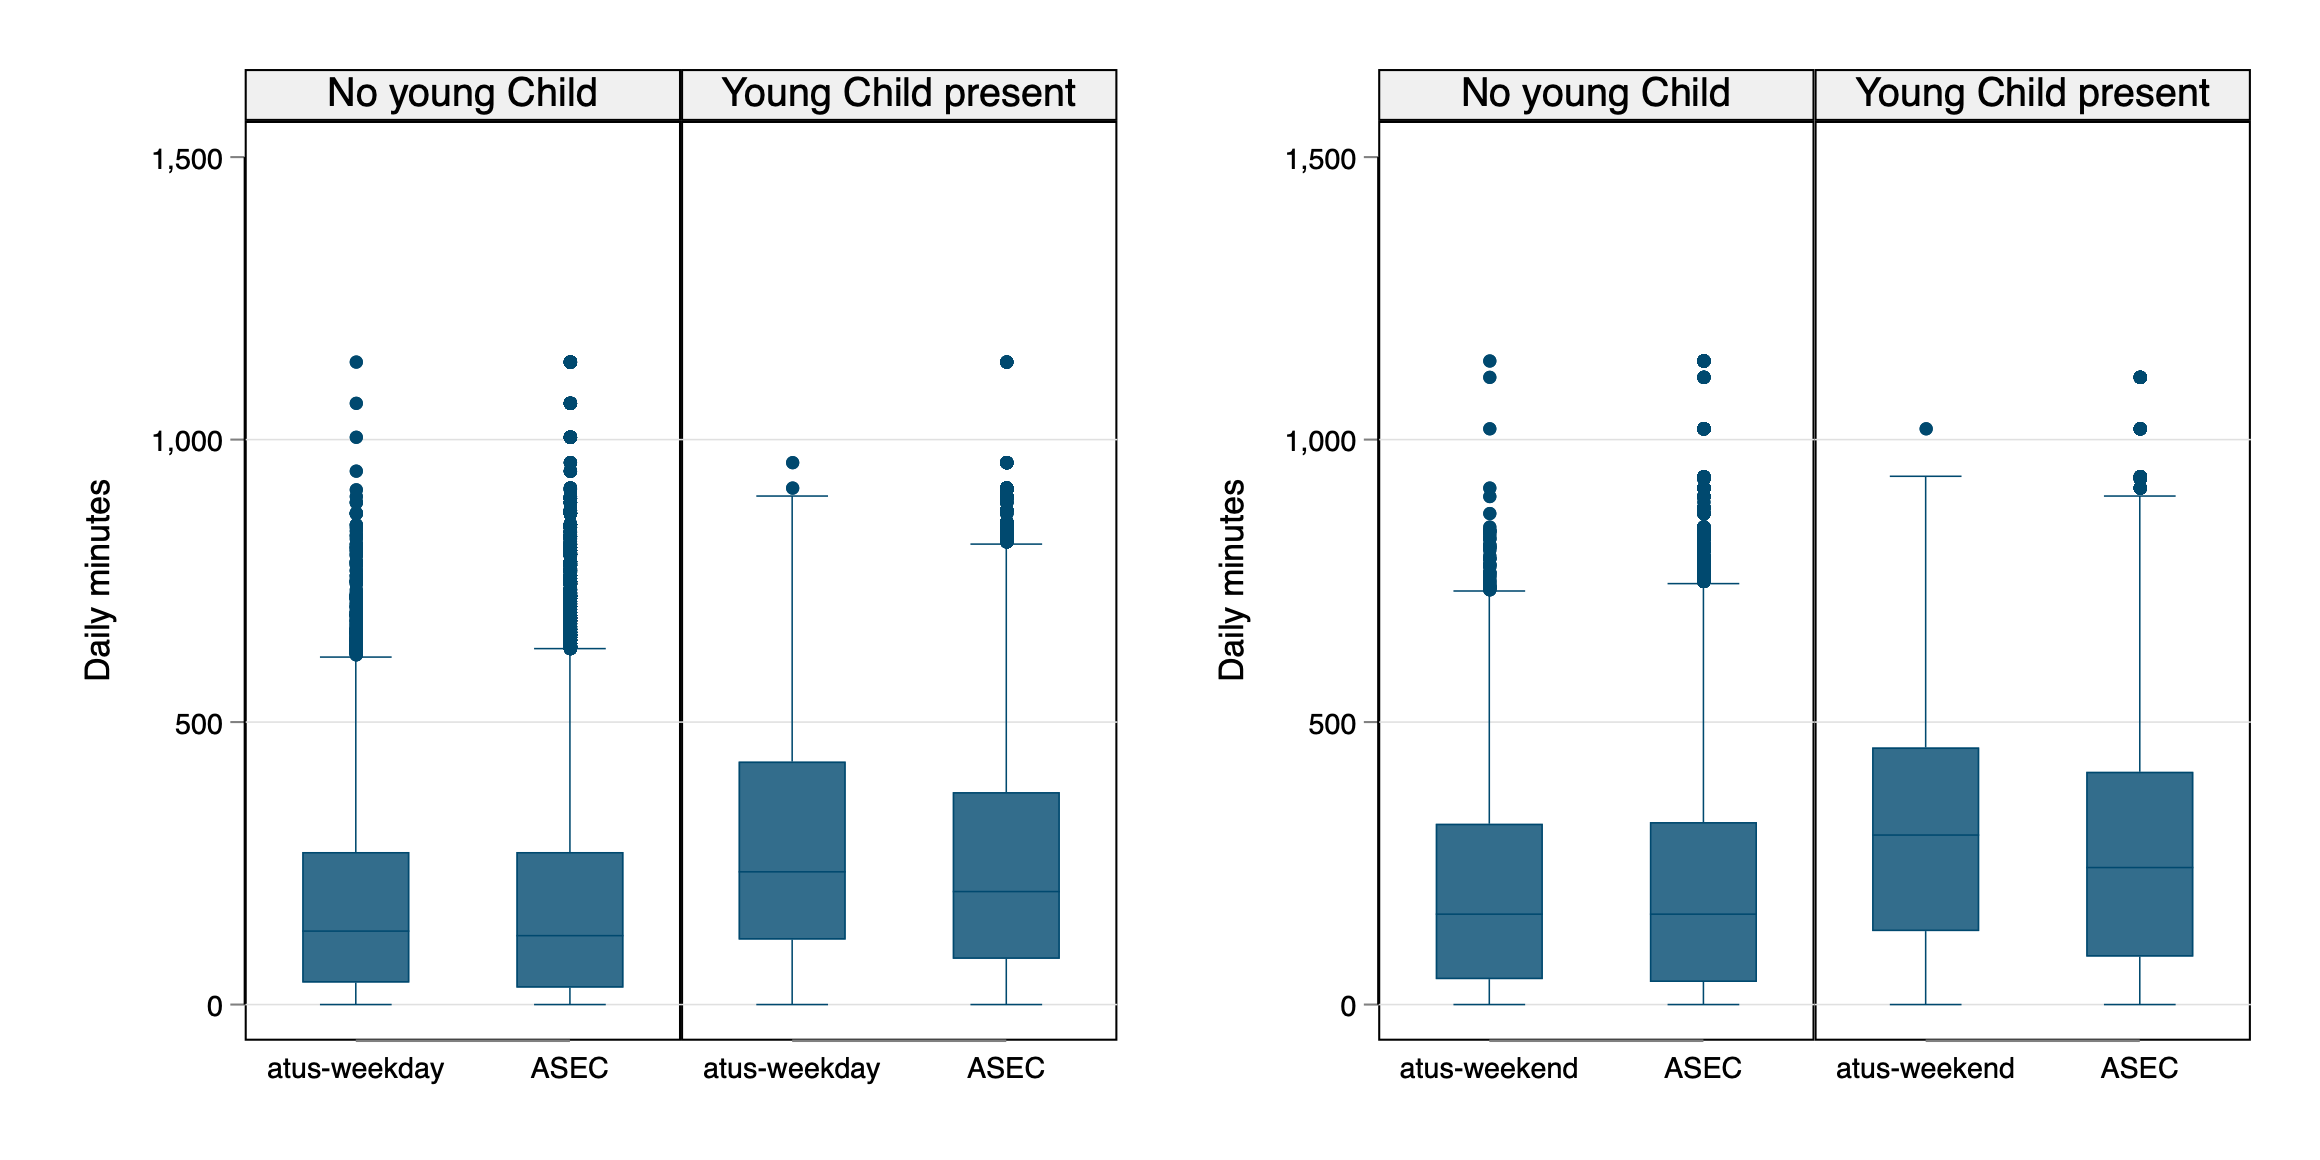 No young Child
Young Child present
1,500
1,000
500
0
Daily minutes
atus-weekday
ASEC
atus-weekday
ASEC
No young Child
Young Child present
1,500
1,000
500
0
Daily minutes
atus-weekend
ASEC
atus-weekend
ASEC